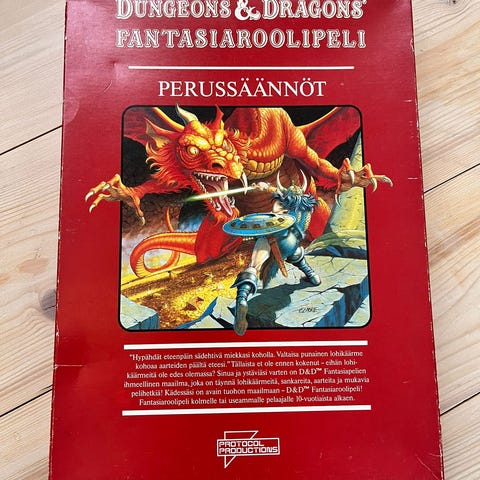 DUNGEONS & DRAGONS®
FANTASIAROOLIPELI
PERUSSÄÄNNÖT
"Hypähdät eteenpäin sädehtivä miekkasi koholla. Valtaisa punainen lohikäärme
kohoaa aarteiden päältä eteesi." Tällaista et ole ennen kokenut – eihän lohi-
käärmeitä ole edes olemassa? Sinua ja ystäviäsi varten on D&D™ Fantasiapelien
ihmeellinen maailma, joka on täynnä lohikäärmeitä, sankareita, aarteita ja mukavia
pelihetkiä! Kädessäsi on avain tuohon maailmaan – D&D™ Fantasiaroolipeli!
Fantasiaroolipeli kolmelle tai useammalle pelaajalle 10-vuotiaista alkaen.
PROTOCOL
PRODUCTIONS